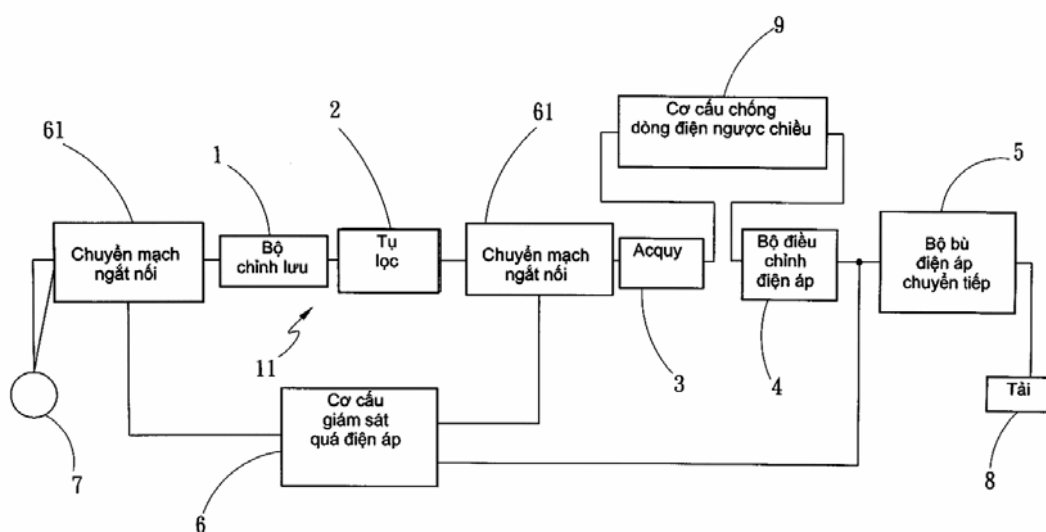 9
Cơ cấu chống
dòng điện ngược chiều
61
1
2
61
5
Chuyển mạch
ngắt nối
Bộ
chỉnh lưu
Tụ
lọc
Chuyển mạch
ngắt nối
Acquy
Bộ điều
chỉnh
điện áp
Bộ bù
điện áp
chuyển tiếp
11
3
4
Tải
8
7
Cơ cấu
giám sát
quá điện áp
6